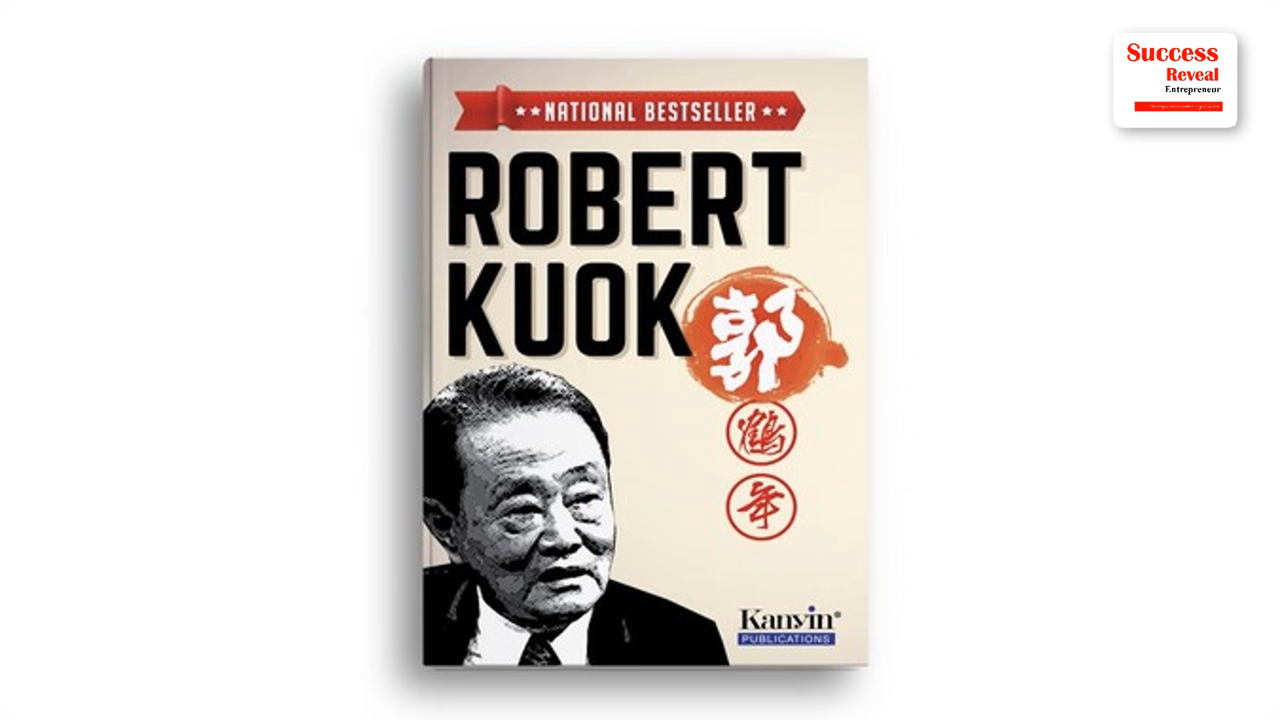 NATIONAL BESTSELLER
ROBERT
KUOK
郭
鶴
年
Kanyin®
PUBLICATIONS
Success
Reveal
Entrepreneur